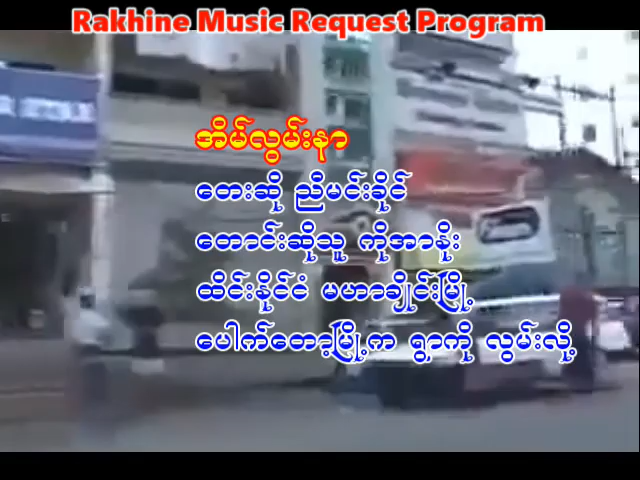 Rakhine Music Request Program
အိမ်လွမ်းနာ
တေးဆို ညီမင်းခိုင်
တောင်းဆိုသူ ကိုအာနိုး
ထိုင်းနိုင်ငံ မဟာချိုင်းမြို့
ပေါက်တော့မြို့က ရွာကို လွမ်းလို့